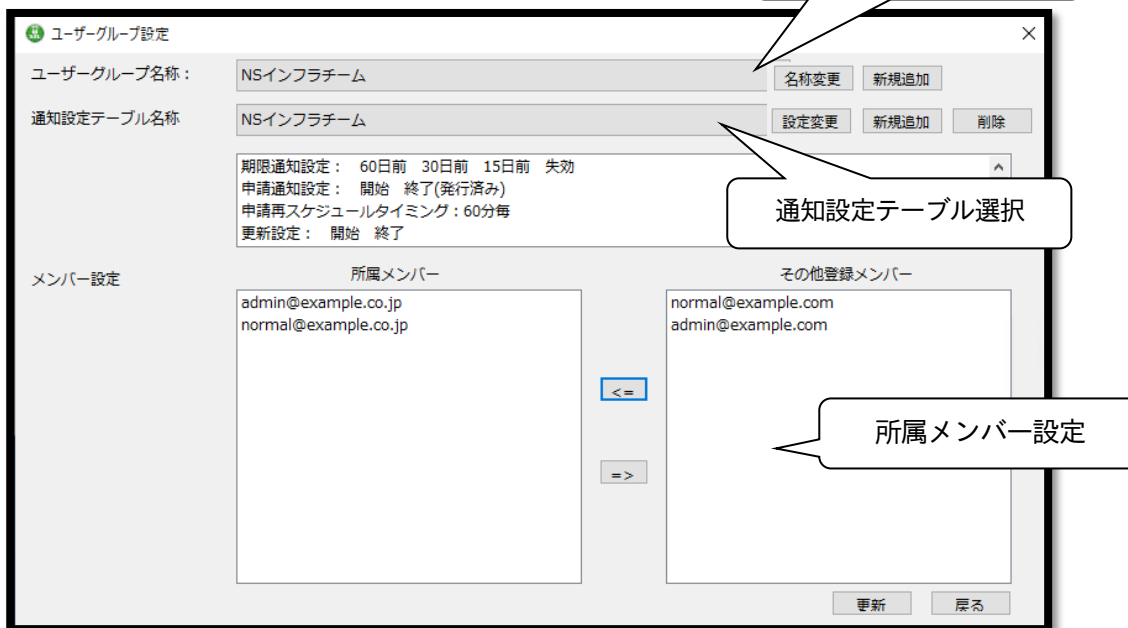 ユーザーグループ設定
ユーザーグループ名称：
NSインフラチーム
名称変更
新規追加
通知設定テーブル名称
NSインフラチーム
設定変更
新規追加
削除
期限通知設定：　60日前　30日前　15日前　失効
申請通知設定：　開始　終了(発行済み)
申請再スケジュールタイミング：60分毎
更新設定：　開始　終了
通知設定テーブル選択
メンバー設定
所属メンバー
その他登録メンバー
admin@example.co.jp
normal@example.co.jp
normal@example.com
admin@example.com
<=
=>
所属メンバー設定
更新
戻る